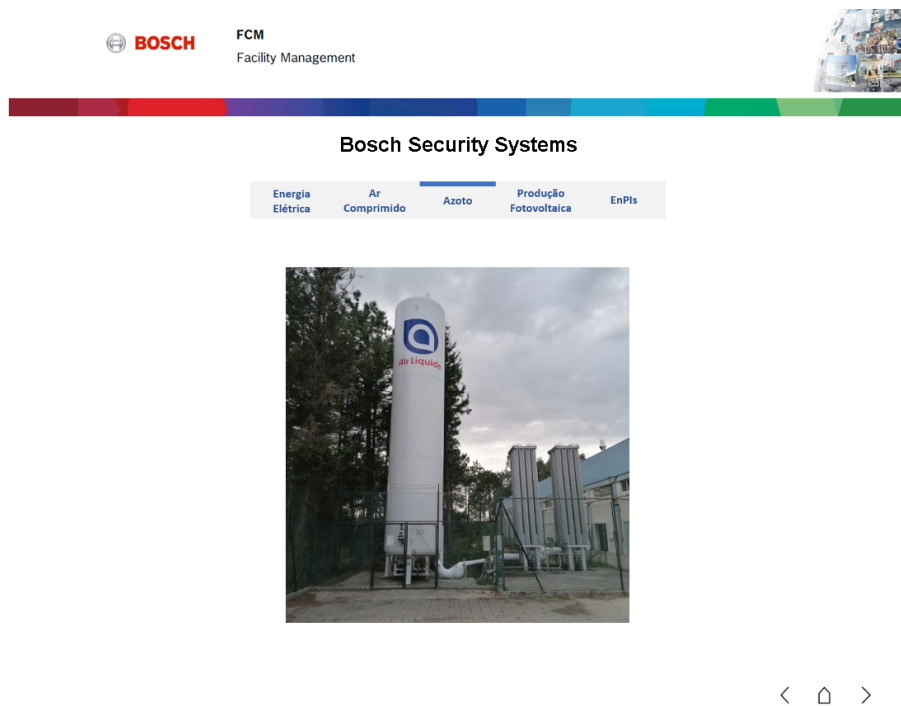 BOSCH
FCM
Facility Management
Bosch Security Systems
Energia
Elétrica
Ar
Comprimido
Azoto
Produção
Fotovoltaica
EnPIs
Air Liquide